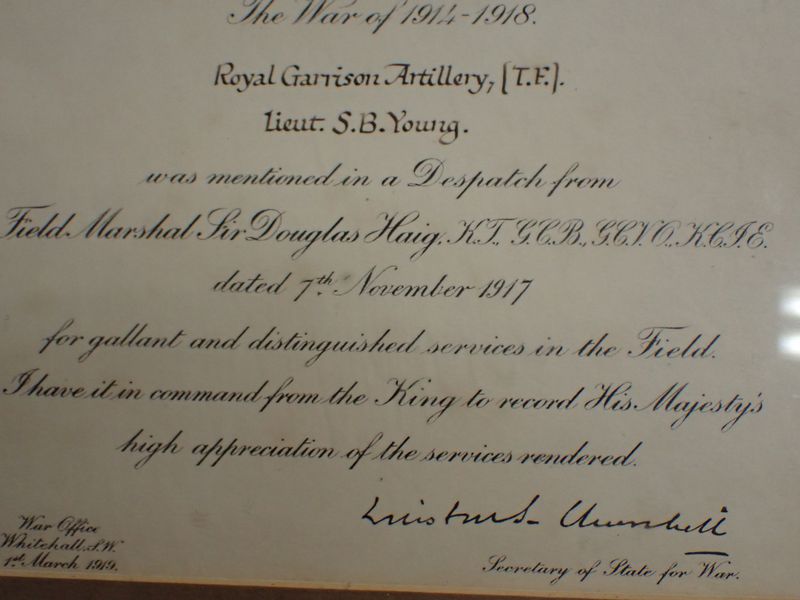 The War of 1914-1918.
Royal Garrison Artillery, [T.F].
Lieut. S.B. Young.
was mentioned in a Despatch from
Field Marshal Sir Douglas Haig, K.T., G.C.B., G.C.V.O., K.C.I.E.
dated 7th November 1917
for gallant and distinguished services in the Field.
I have it in command from the King to record His Majesty's
high appreciation of the services rendered.
Winston S. Churchill
War Office
Whitehall, S.W.
1st March 1919.
Secretary of State for War.